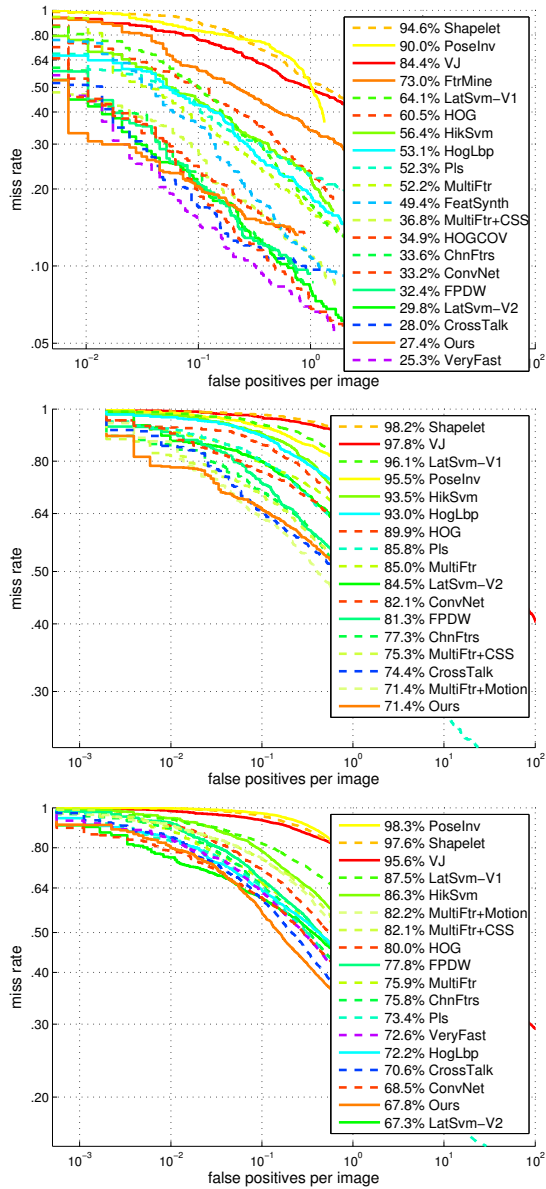 1
.80
.64
.50
.40
.30
.20
.10
.05
miss rate
10^-2
10^-1
10^0
10^2
false positives per image
94.6% Shapelet
90.0% PoseInv
84.4% VJ
73.0% FtrMine
64.1% LatSvm-V1
60.5% HOG
56.4% HikSvm
53.1% HogLbp
52.3% Pls
52.2% MultiFtr
49.4% FeatSynth
36.8% MultiFtr+CSS
34.9% HOGCOV
33.6% ChnFtrs
33.2% ConvNet
32.4% FPDW
29.8% LatSvm-V2
28.0% CrossTalk
27.4% Ours
25.3% VeryFast
1
.80
.64
.50
.40
.30
miss rate
10^-3
10^-2
10^-1
10^0
10^1
10^2
false positives per image
98.2% Shapelet
97.8% VJ
96.1% LatSvm-V1
95.5% PoseInv
93.5% HikSvm
93.0% HogLbp
89.9% HOG
85.8% Pls
85.0% MultiFtr
84.5% LatSvm-V2
82.1% ConvNet
81.3% FPDW
77.3% ChnFtrs
75.3% MultiFtr+CSS
74.4% CrossTalk
71.4% MultiFtr+Motion
71.4% Ours
1
.80
.64
.50
.40
.30
.20
miss rate
10^-3
10^-2
10^-1
10^0
10^1
10^2
false positives per image
98.3% PoseInv
97.6% Shapelet
95.6% VJ
87.5% LatSvm-V1
86.3% HikSvm
82.2% MultiFtr+Motion
82.1% MultiFtr+CSS
80.0% HOG
77.8% FPDW
75.9% MultiFtr
75.8% ChnFtrs
73.4% Pls
72.6% VeryFast
72.2% HogLbp
70.6% CrossTalk
68.5% ConvNet
67.8% Ours
67.3% LatSvm-V2